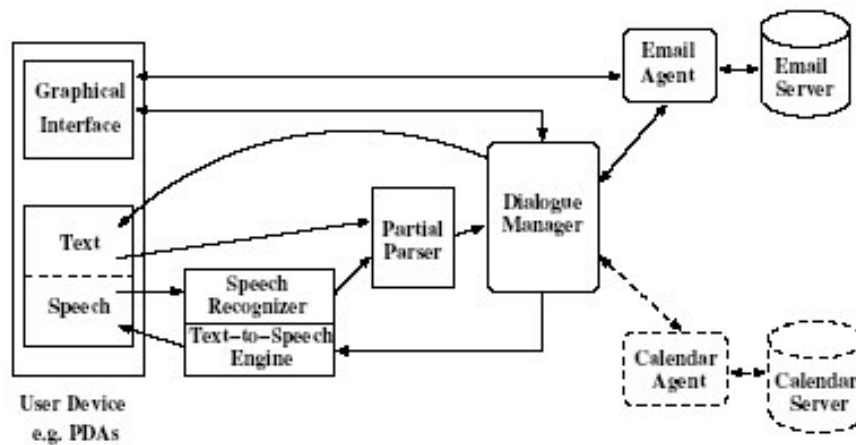 Graphical
Interface
Text
Speech
User Device
e.g. PDAs
Speech
Recognizer
Text-to-Speech
Engine
Partial
Parser
Dialogue
Manager
Email
Agent
Email
Server
Calendar
Agent
Calendar
Server